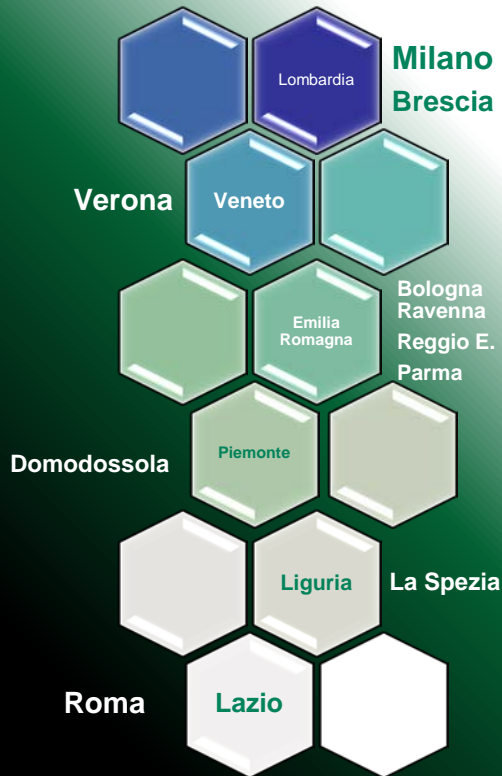 Lombardia
Milano
Brescia
Verona
Veneto
Emilia
Romagna
Bologna
Ravenna
Reggio E.
Parma
Domodossola
Piemonte
Liguria
La Spezia
Roma
Lazio